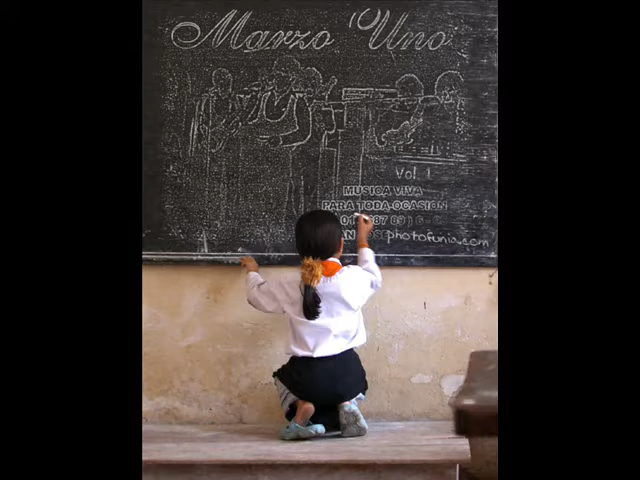 Marzo Uno
Vol 1
MUSICA VIVA
PARA TODA OCASION
photofunia.com